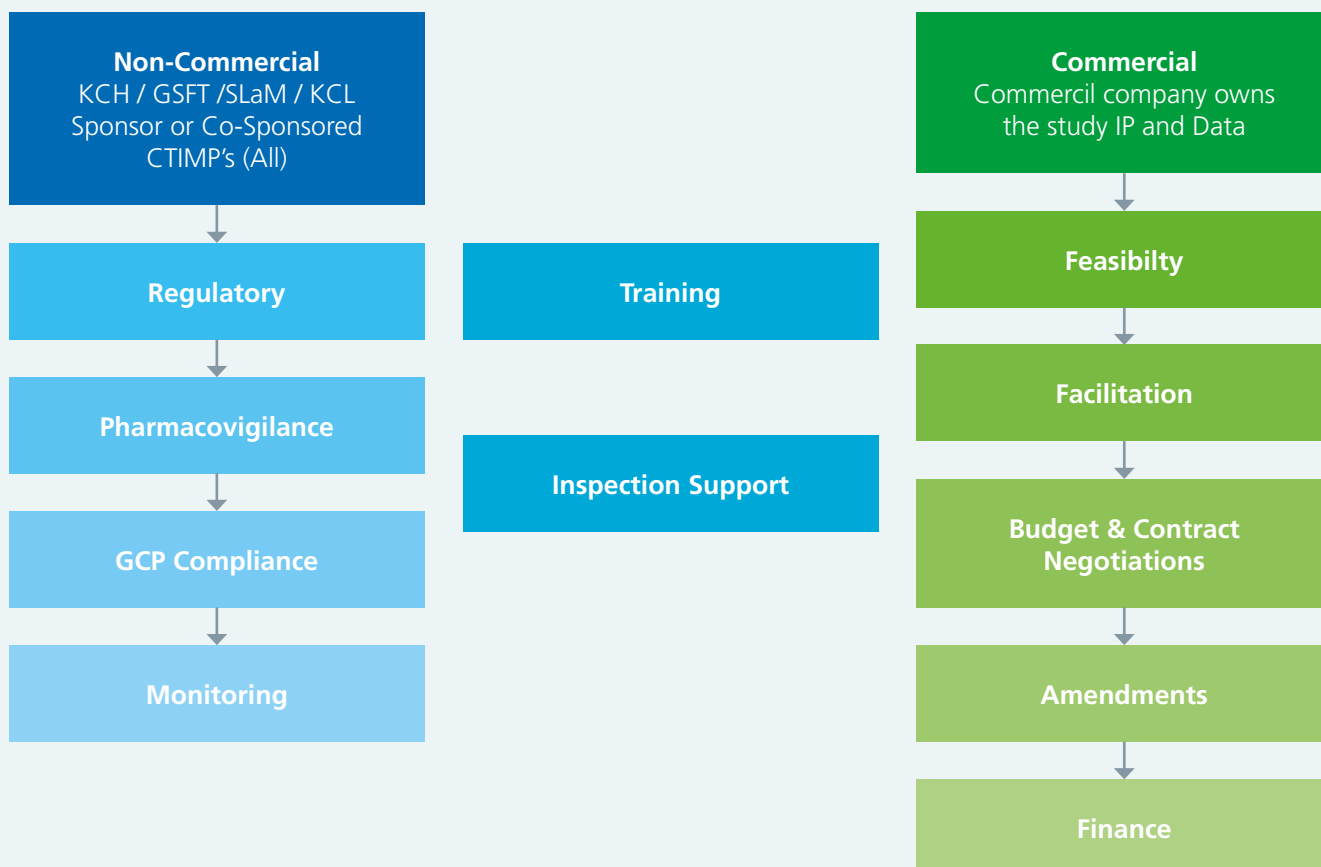 Non-Commercial
KCH / GSFT /SLaM / KCL
Sponsor or Co-Sponsored
CTIMP's (All)
Regulatory
Pharmacovigilance
GCP Compliance
Monitoring
Training
Inspection Support
Commercial
Commercil company owns
the study IP and Data
Feasibilty
Facilitation
Budget & Contract
Negotiations
Amendments
Finance